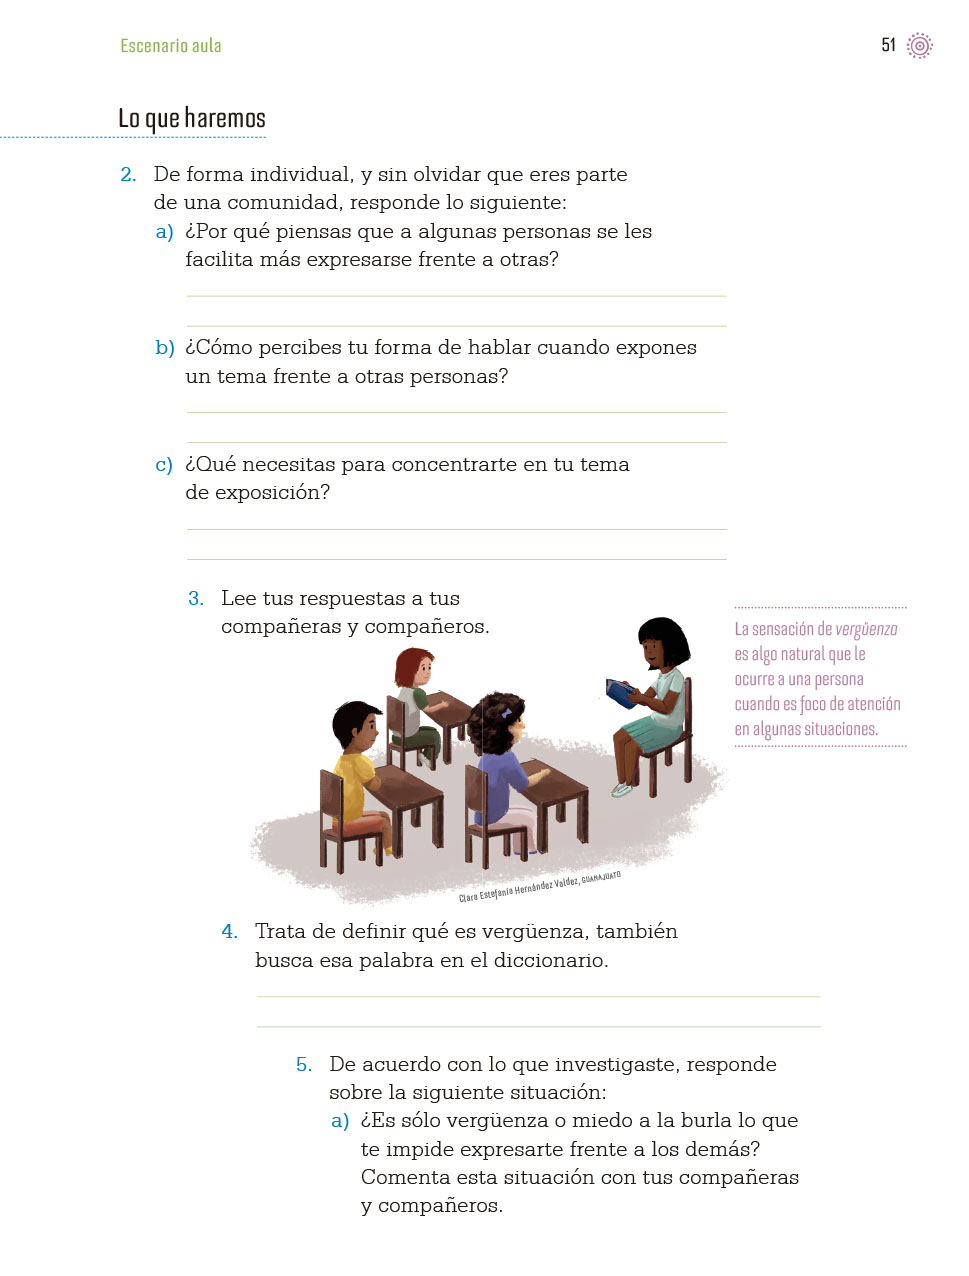 Escenario aula
51
Lo que haremos
2. De forma individual, y sin olvidar que eres parte
de una comunidad, responde lo siguiente:
a) ¿Por qué piensas que a algunas personas se les
facilita más expresarse frente a otras?
b) ¿Cómo percibes tu forma de hablar cuando expones
un tema frente a otras personas?
c) ¿Qué necesitas para concentrarte en tu tema
de exposición?
3. Lee tus respuestas a tus
compañeras y compañeros.
La sensación de vergüenza
es algo natural que le
ocurre a una persona
cuando es foco de atención
en algunas situaciones.
Clara Estefanía Hernández Valdez, GUANAJUATO
4. Trata de definir qué es vergüenza, también
busca esa palabra en el diccionario.
5. De acuerdo con lo que investigaste, responde
sobre la siguiente situación:
a) ¿Es sólo vergüenza o miedo a la burla lo que
te impide expresarte frente a los demás?
Comenta esta situación con tus compañeras
y compañeros.